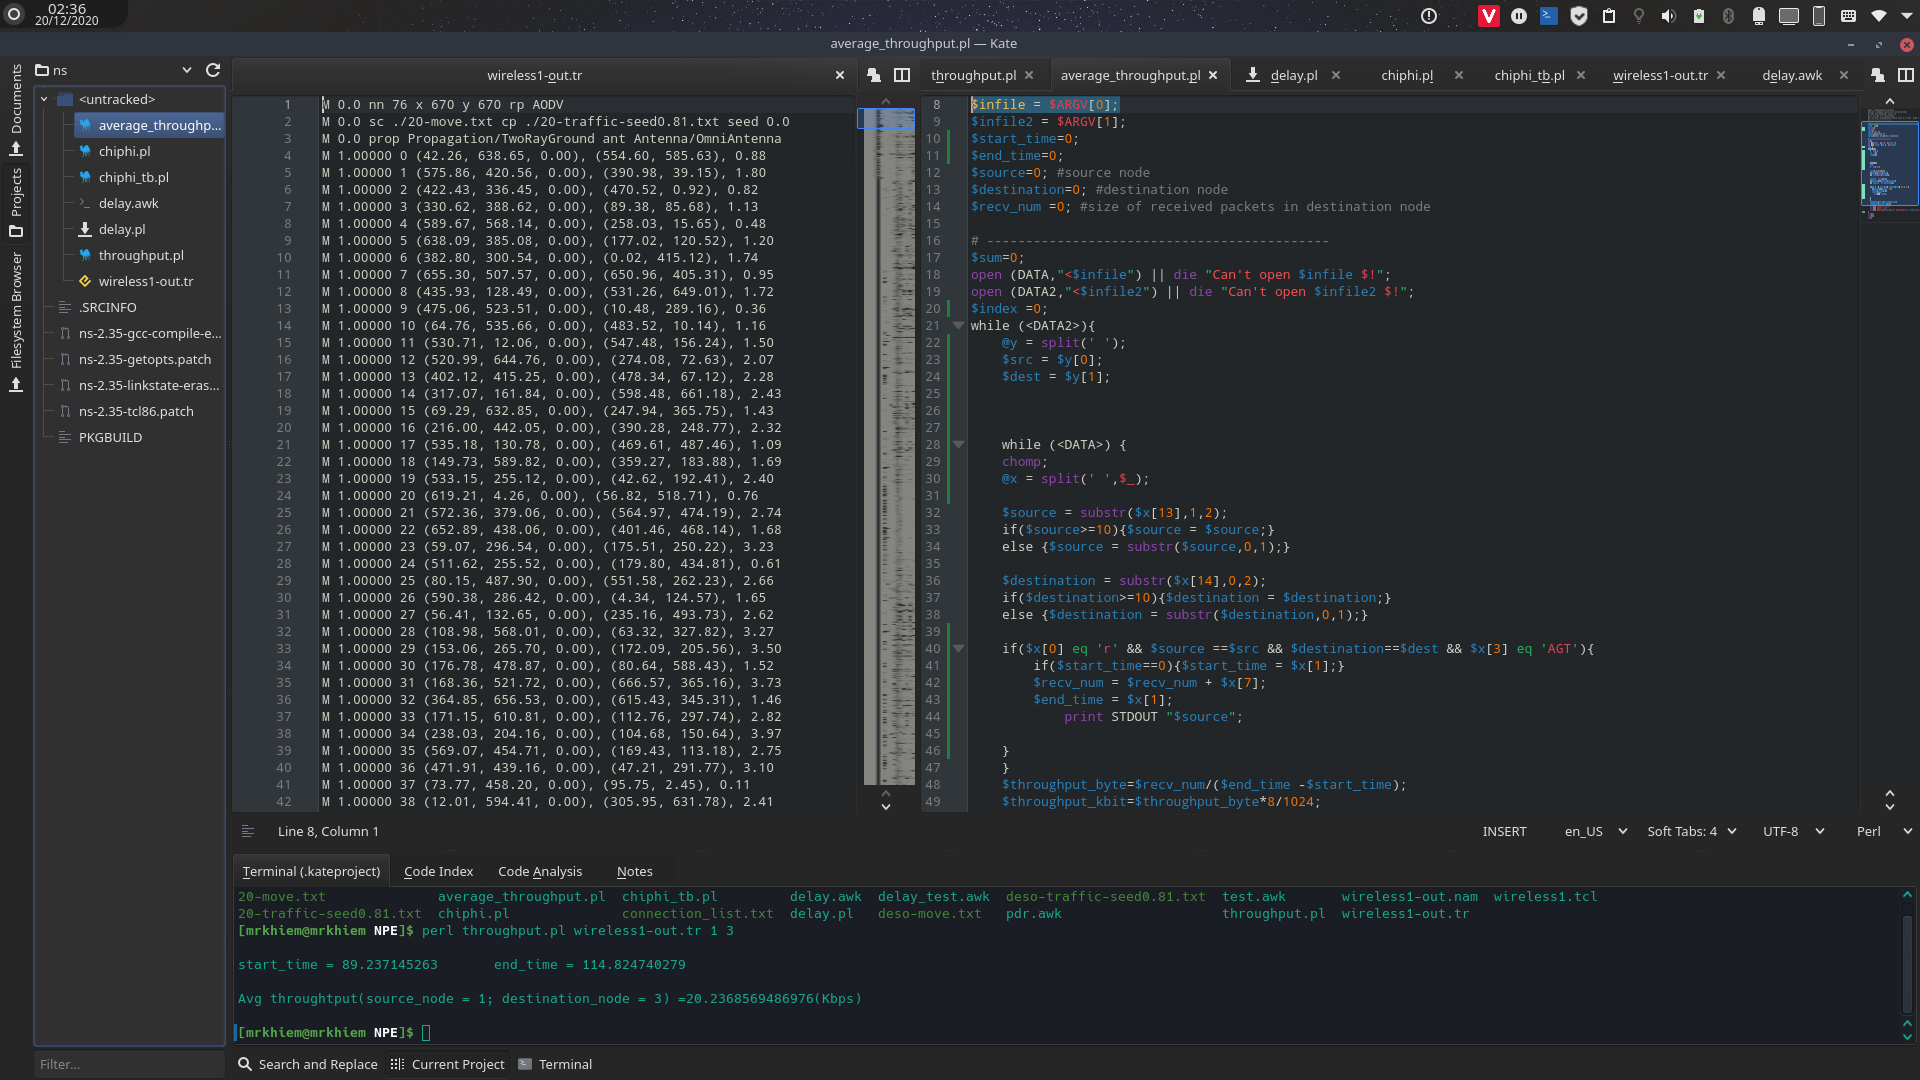 02:36
20/12/2020
average_throughput.pl — Kate
Documents
Projects
Filesystem Browser
ns
<untracked>
average_throughp...
chiphi.pl
chiphi_tb.pl
delay.awk
delay.pl
throughput.pl
wireless1-out.tr
.SRCINFO
ns-2.35-gcc-compile-e...
ns-2.35-getopts.patch
ns-2.35-linkstate-eras...
ns-2.35-tcl86.patch
PKGBUILD
Filter...
wireless1-out.tr
1 M 0.0 nn 76 x 670 y 670 rp AODV
2 M 0.0 sc ./20-move.txt cp ./20-traffic-seed0.81.txt seed 0.0
3 M 0.0 prop Propagation/TwoRayGround ant Antenna/OmniAntenna
4 M 1.00000 0 (42.26, 638.65, 0.00), (554.60, 585.63), 0.88
5 M 1.00000 1 (575.86, 420.56, 0.00), (390.98, 39.15), 1.80
6 M 1.00000 2 (422.43, 336.45, 0.00), (470.52, 0.92), 0.82
7 M 1.00000 3 (330.62, 388.62, 0.00), (89.38, 85.68), 1.13
8 M 1.00000 4 (589.67, 568.14, 0.00), (258.03, 15.65), 0.48
9 M 1.00000 5 (638.09, 385.08, 0.00), (177.02, 120.52), 1.20
10 M 1.00000 6 (382.80, 300.54, 0.00), (0.02, 415.12), 1.74
11 M 1.00000 7 (655.30, 507.57, 0.00), (650.96, 405.31), 0.95
12 M 1.00000 8 (435.93, 128.49, 0.00), (531.26, 649.01), 1.72
13 M 1.00000 9 (475.06, 523.51, 0.00), (10.48, 289.16), 0.36
14 M 1.00000 10 (64.76, 535.66, 0.00), (483.52, 10.14), 1.16
15 M 1.00000 11 (530.71, 12.06, 0.00), (547.48, 156.24), 1.50
16 M 1.00000 12 (520.99, 644.76, 0.00), (274.08, 72.63), 2.07
17 M 1.00000 13 (402.12, 415.25, 0.00), (478.34, 67.12), 2.28
18 M 1.00000 14 (317.07, 161.84, 0.00), (598.48, 661.18), 2.43
19 M 1.00000 15 (69.29, 632.85, 0.00), (247.94, 365.75), 1.43
20 M 1.00000 16 (216.00, 442.05, 0.00), (390.28, 248.77), 2.32
21 M 1.00000 17 (535.18, 130.78, 0.00), (469.61, 487.46), 1.09
22 M 1.00000 18 (149.73, 589.82, 0.00), (359.27, 183.88), 1.69
23 M 1.00000 19 (533.15, 255.12, 0.00), (42.62, 192.41), 2.40
24 M 1.00000 20 (619.21, 4.26, 0.00), (56.82, 518.71), 0.76
25 M 1.00000 21 (572.36, 379.06, 0.00), (564.97, 474.19), 2.74
26 M 1.00000 22 (652.89, 438.06, 0.00), (401.46, 468.14), 1.68
27 M 1.00000 23 (59.07, 296.54, 0.00), (175.51, 250.22), 3.23
28 M 1.00000 24 (511.62, 255.52, 0.00), (179.80, 434.81), 0.61
29 M 1.00000 25 (80.15, 487.90, 0.00), (551.58, 262.23), 2.66
30 M 1.00000 26 (590.38, 286.42, 0.00), (4.34, 124.57), 1.65
31 M 1.00000 27 (56.41, 132.65, 0.00), (235.16, 493.73), 2.62
32 M 1.00000 28 (108.98, 568.01, 0.00), (63.32, 327.82), 3.27
33 M 1.00000 29 (153.06, 265.70, 0.00), (172.09, 205.56), 3.50
34 M 1.00000 30 (176.78, 478.87, 0.00), (80.64, 588.43), 1.52
35 M 1.00000 31 (168.36, 521.72, 0.00), (666.57, 365.16), 3.73
36 M 1.00000 32 (364.85, 656.53, 0.00), (615.43, 345.31), 1.46
37 M 1.00000 33 (171.15, 610.81, 0.00), (112.76, 297.74), 2.82
38 M 1.00000 34 (238.03, 204.16, 0.00), (104.68, 150.64), 3.97
39 M 1.00000 35 (569.07, 454.71, 0.00), (169.43, 113.18), 2.75
40 M 1.00000 36 (471.91, 439.16, 0.00), (47.21, 291.77), 3.10
41 M 1.00000 37 (73.77, 458.20, 0.00), (95.75, 2.45), 0.11
42 M 1.00000 38 (12.01, 594.41, 0.00), (305.95, 631.78), 2.41
throughput.pl average_throughput.pl delay.pl chiphi.pl chiphi_tb.pl wireless1-out.tr delay.awk
8 $infile = $ARGV[0];
9 $infile2 = $ARGV[1];
10 $start_time=0;
11 $end_time=0;
12 $source=0; #source node
13 $destination=0; #destination node
14 $recv_num =0; #size of received packets in destination node
15
16 # --------------------------------------------
17 $sum=0;
18 open (DATA,"<$infile") || die "Can't open $infile $!";
19 open (DATA2,"<$infile2") || die "Can't open $infile2 $!";
20 $index =0;
21 while (<DATA2>){
22 @y = split(' ');
23 $src = $y[0];
24 $dest = $y[1];
25
26
27
28 while (<DATA>) {
29 chomp;
30 @x = split(' ',$_);
31
32 $source = substr($x[13],1,2);
33 if($source>=10){$source = $source;}
34 else {$source = substr($source,0,1);}
35
36 $destination = substr($x[14],0,2);
37 if($destination>=10){$destination = $destination;}
38 else {$destination = substr($destination,0,1);}
39
40 if($x[0] eq 'r' && $source ==$src && $destination==$dest && $x[3] eq 'AGT'){
41 if($start_time==0){$start_time = $x[1];}
42 $recv_num = $recv_num + $x[7];
43 $end_time = $x[1];
44 print STDOUT "$source";
45
46 }
47 }
48 $throughput_byte=$recv_num/($end_time -$start_time);
49 $throughput_kbit=$throughput_byte*8/1024;
Line 8, Column 1
INSERT en_US Soft Tabs: 4 UTF-8 Perl
Terminal (.kateproject) Code Index Code Analysis Notes
20-move.txt average_throughput.pl chiphi_tb.pl delay.awk delay_test.awk deso-traffic-seed0.81.txt test.awk wireless1-out.nam wireless1.tcl
20-traffic-seed0.81.txt chiphi.pl connection_list.txt delay.pl deso-move.txt pdr.awk throughput.pl wireless1-out.tr
[mrkhiem@mrkhiem NPE]$ perl throughput.pl wireless1-out.tr 1 3
start_time = 89.237145263 end_time = 114.824740279
Avg throughtput(source_node = 1; destination_node = 3) =20.2368569486976(Kbps)
[mrkhiem@mrkhiem NPE]$
Search and Replace Current Project Terminal